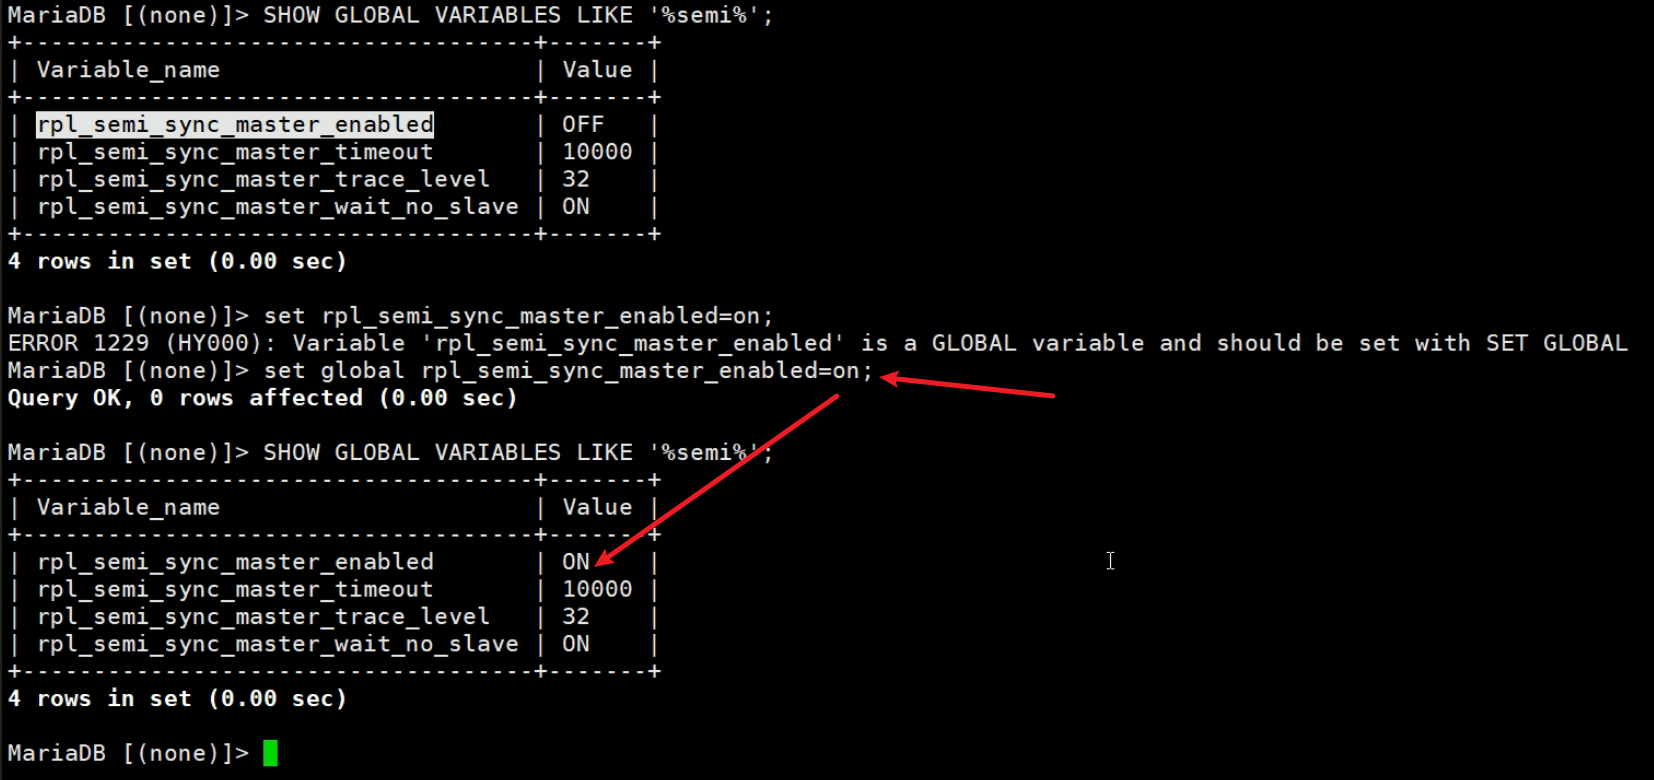 MariaDB [(none)]> SHOW GLOBAL VARIABLES LIKE '%semi%';
+------------------------------------+-------+
| Variable_name                      | Value |
+------------------------------------+-------+
| rpl_semi_sync_master_enabled       | OFF   |
| rpl_semi_sync_master_timeout       | 10000 |
| rpl_semi_sync_master_trace_level   | 32    |
| rpl_semi_sync_master_wait_no_slave | ON    |
+------------------------------------+-------+
4 rows in set (0.00 sec)

MariaDB [(none)]> set rpl_semi_sync_master_enabled=on;
ERROR 1229 (HY000): Variable 'rpl_semi_sync_master_enabled' is a GLOBAL variable and should be set with SET GLOBAL
MariaDB [(none)]> set global rpl_semi_sync_master_enabled=on;
Query OK, 0 rows affected (0.00 sec)

MariaDB [(none)]> SHOW GLOBAL VARIABLES LIKE '%semi%';
+------------------------------------+-------+
| Variable_name                      | Value |
+------------------------------------+-------+
| rpl_semi_sync_master_enabled       | ON    |
| rpl_semi_sync_master_timeout       | 10000 |
| rpl_semi_sync_master_trace_level   | 32    |
| rpl_semi_sync_master_wait_no_slave | ON    |
+------------------------------------+-------+
4 rows in set (0.00 sec)

MariaDB [(none)]>